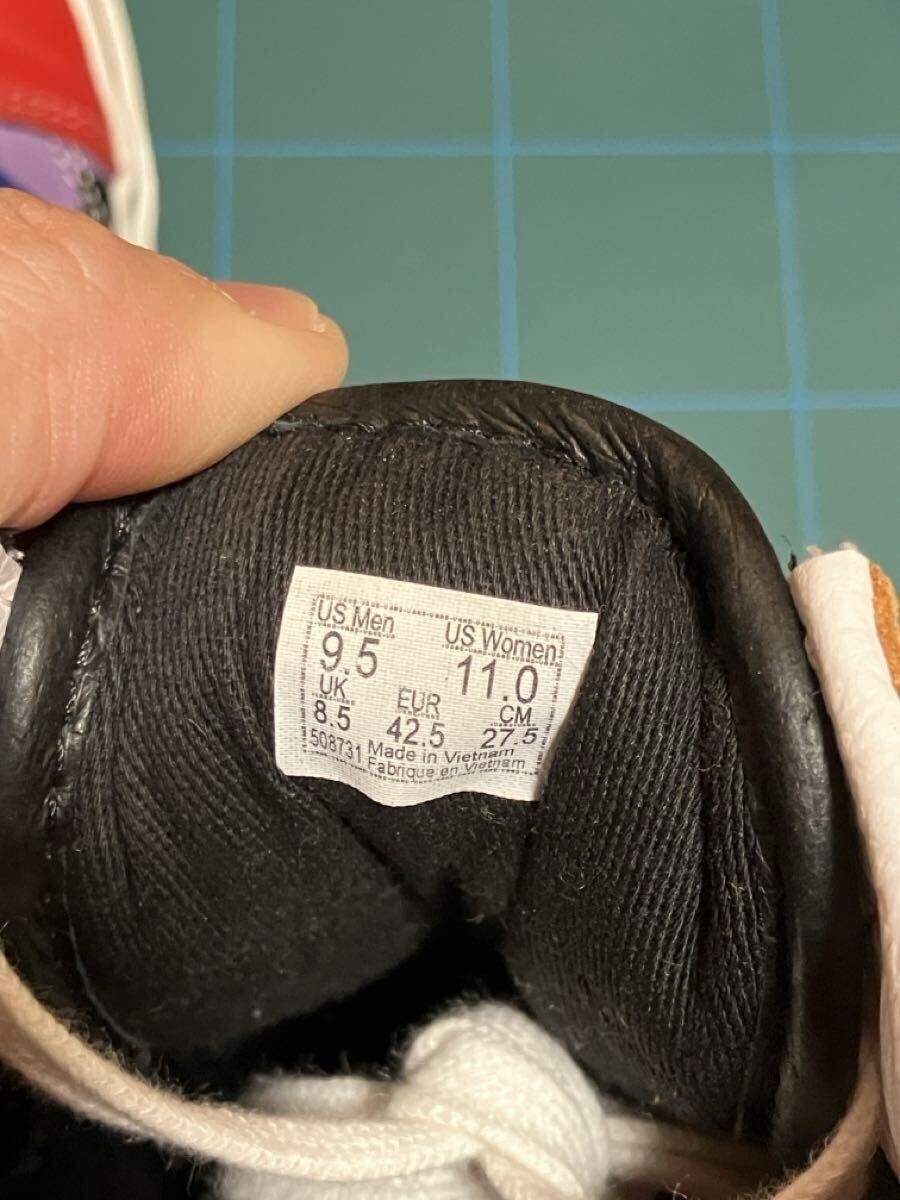 US Men US Women
9.5 11.0
UK EUR CM
8.5 42.5 27.5
508731 Made in Vietnam
Fabriqué en Vietnam